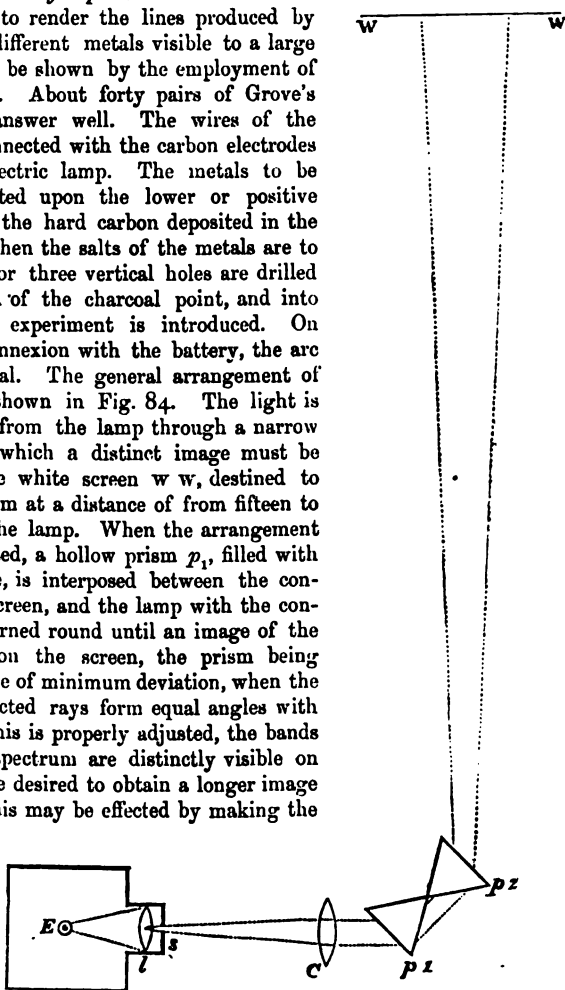 to render the lines produced by
different metals visible to a large
be shown by the employment of
. About forty pairs of Grove's
answer well. The wires of the
nnected with the carbon electrodes
ectric lamp. The metals to be
ted upon the lower or positive
the hard carbon deposited in the
hen the salts of the metals are to
or three vertical holes are drilled
of the charcoal point, and into
experiment is introduced. On
nnexion with the battery, the arc
al. The general arrangement of
shown in Fig. 84. The light is
from the lamp through a narrow
which a distinct image must be
e white screen w w, destined to
m at a distance of from fifteen to
he lamp. When the arrangement
sed, a hollow prism p₁, filled with
e, is interposed between the con-
creen, and the lamp with the con-
urned round until an image of the
on the screen, the prism being
e of minimum deviation, when the
cted rays form equal angles with
his is properly adjusted, the bands
spectrum are distinctly visible on
e desired to obtain a longer image
his may be effected by making the
W W
p 2
E
s
l
C
p 1